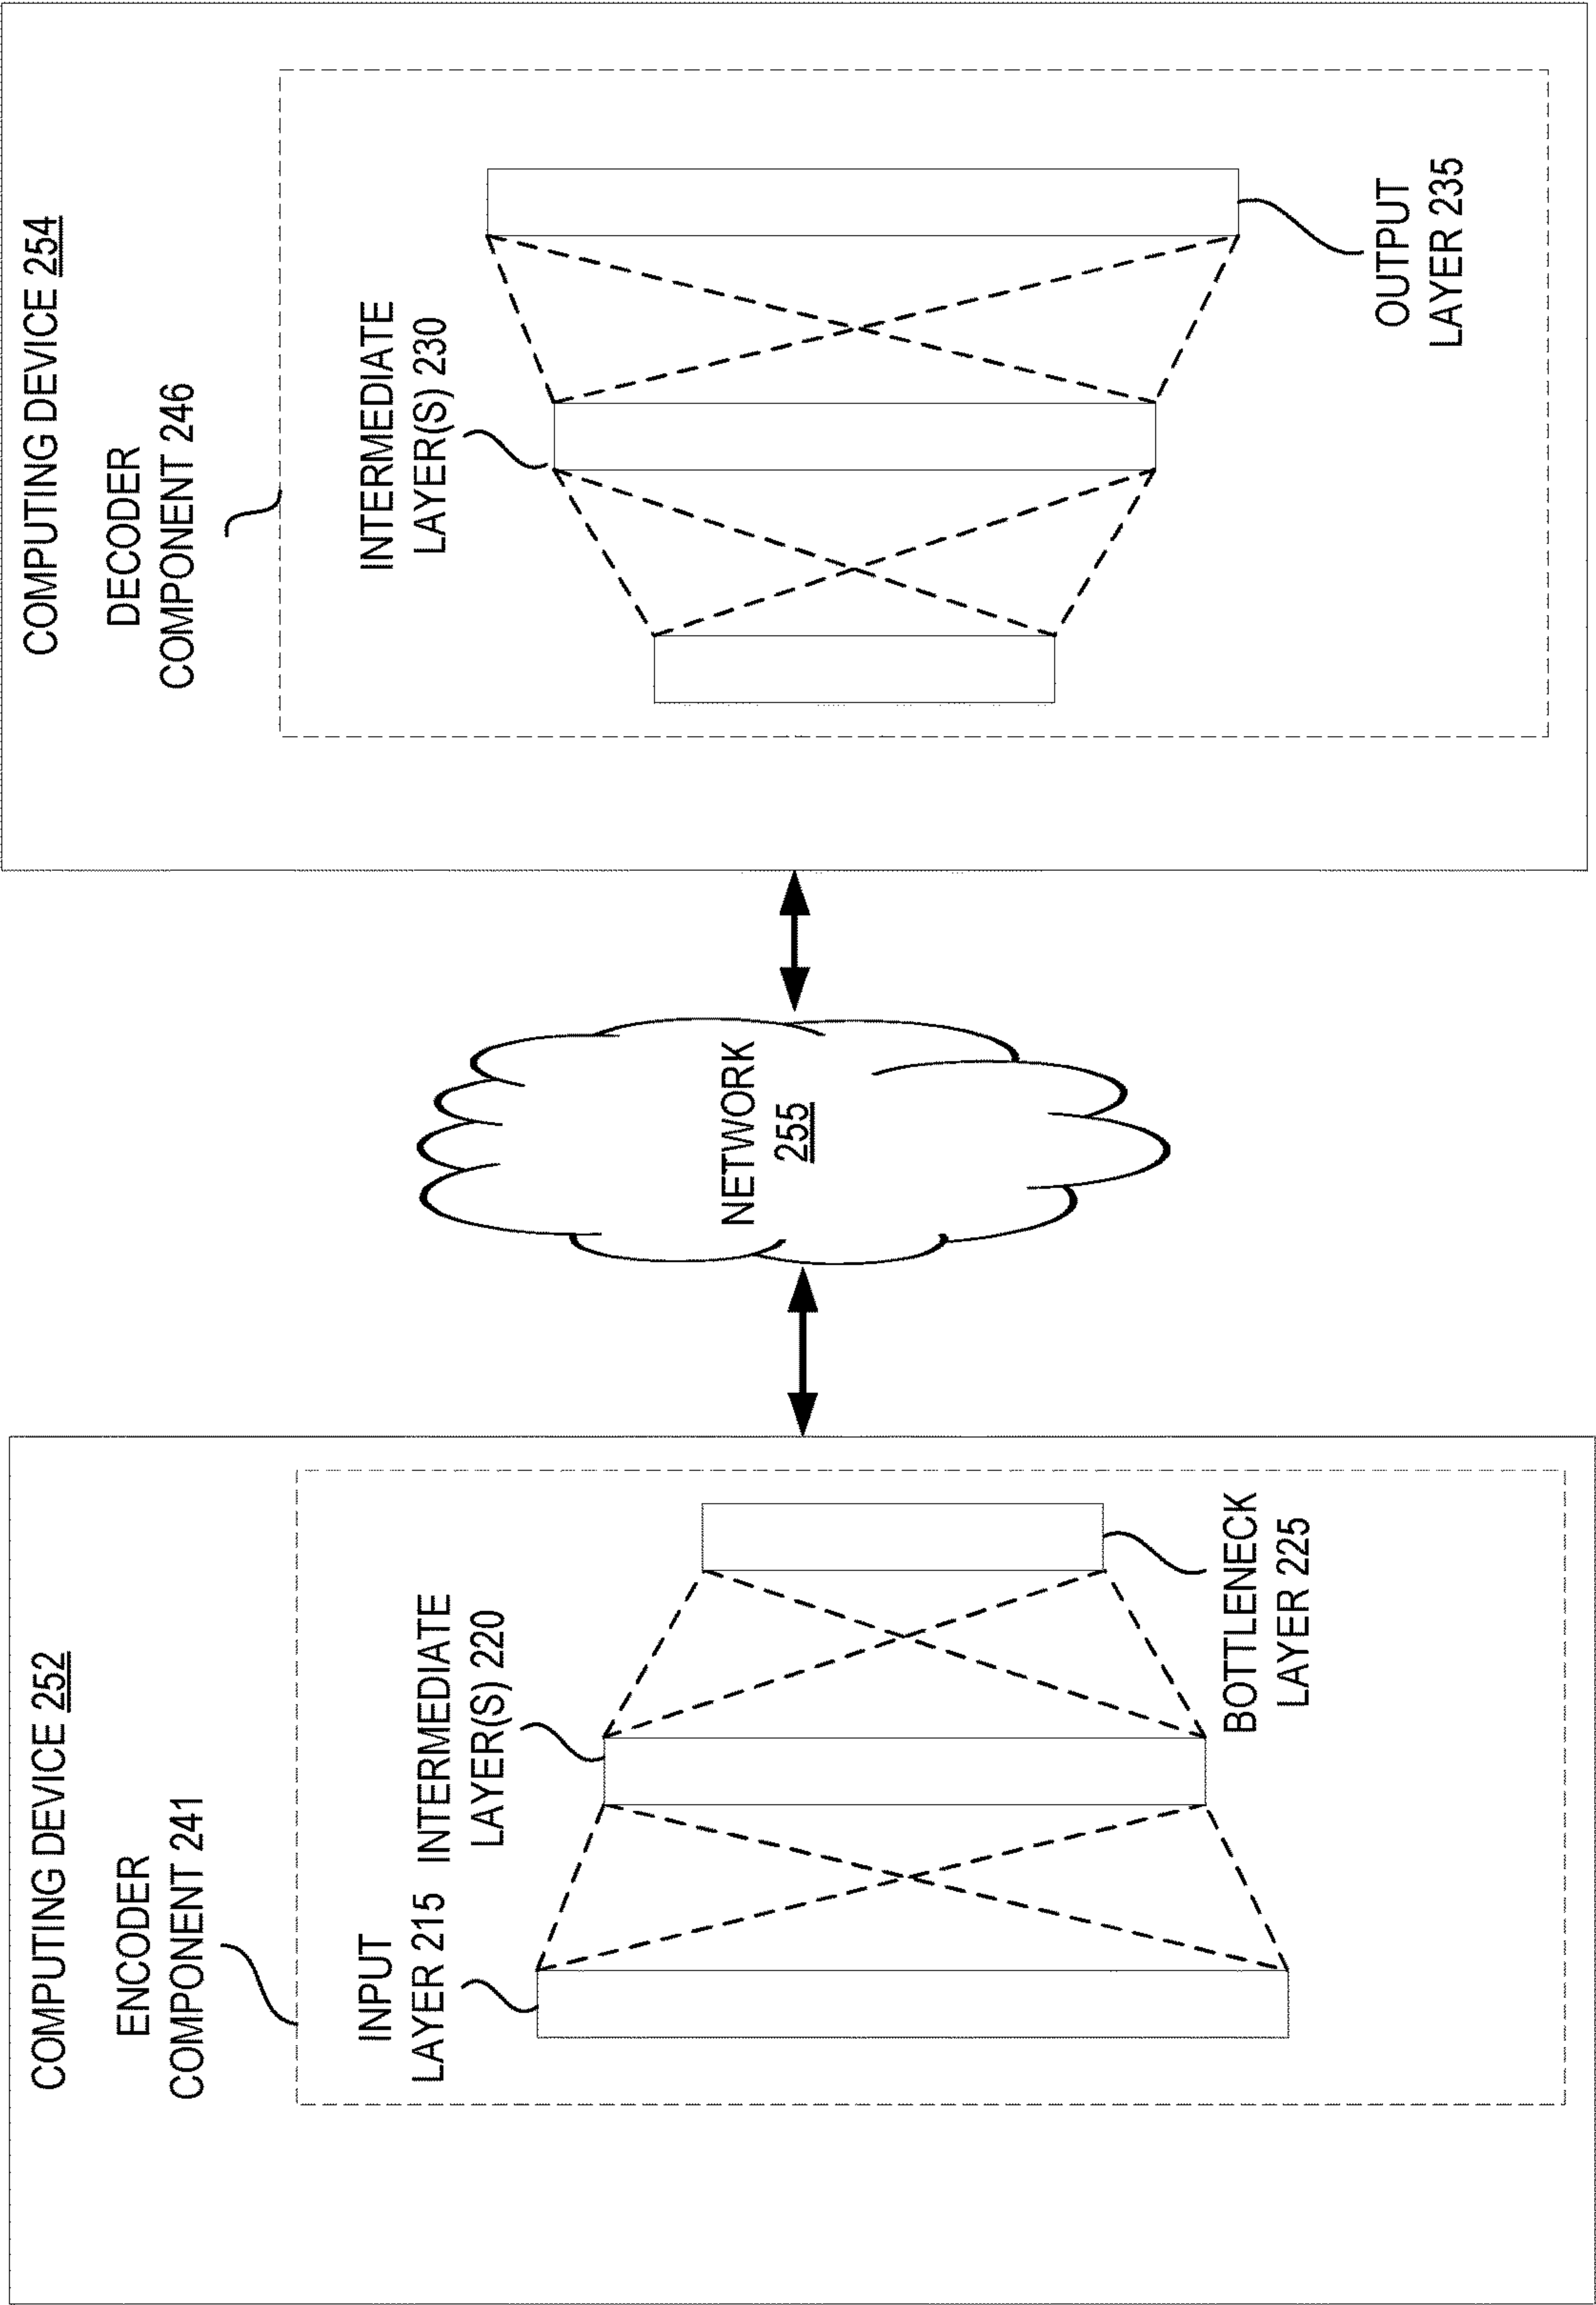 COMPUTING DEVICE 252
ENCODER
COMPONENT 241
INPUT
LAYER 215
INTERMEDIATE
LAYER(S) 220
BOTTLENECK
LAYER 225
NETWORK
255
COMPUTING DEVICE 254
DECODER
COMPONENT 246
INTERMEDIATE
LAYER(S) 230
OUTPUT
LAYER 235